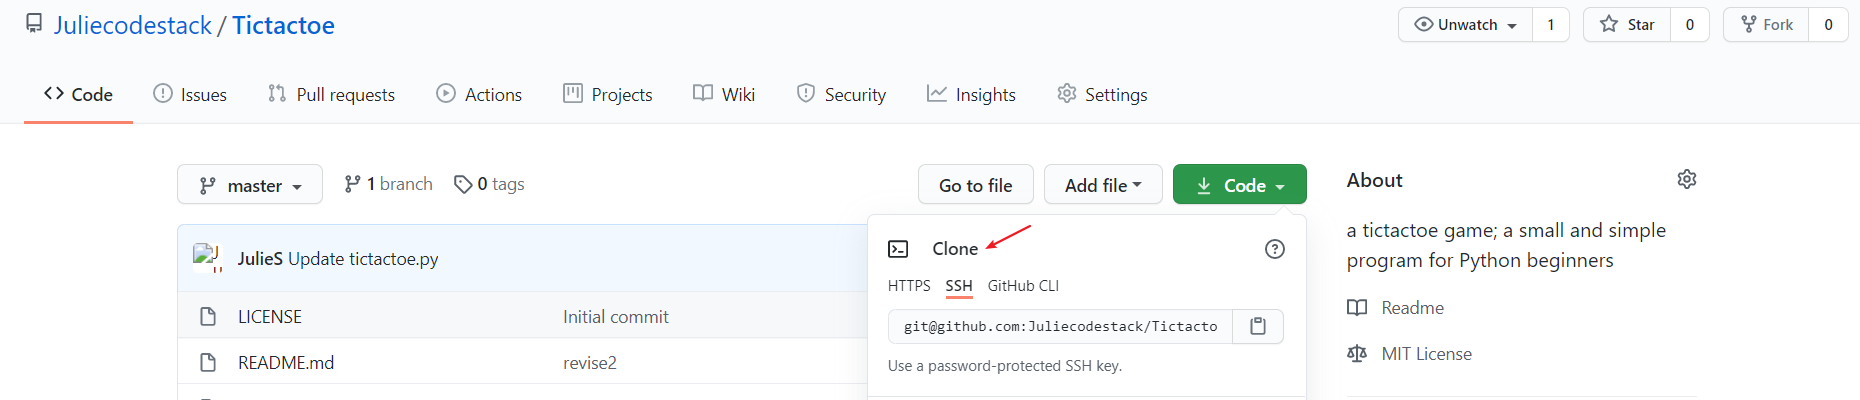 Juliecodestack / Tictactoe
Unwatch 1 Star 0 Fork 0
Code Issues Pull requests Actions Projects Wiki Security Insights Settings
master 1 branch 0 tags Go to file Add file Code
About
a tictactoe game; a small and simple
program for Python beginners
Readme
MIT License
JulieS Update tictactoe.py
LICENSE Initial commit
README.md revise2
Clone
HTTPS SSH GitHub CLI
git@github.com:Juliecodestack/Tictacto
Use a password-protected SSH key.